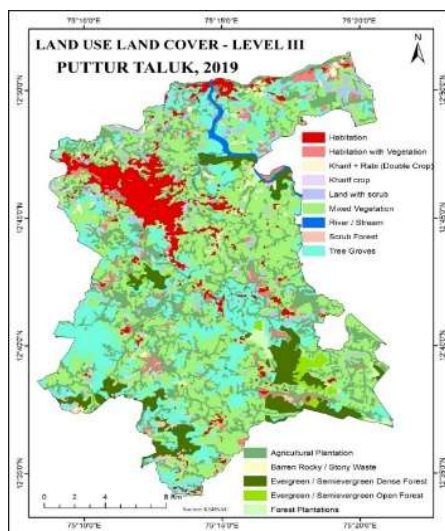 LAND USE LAND COVER - LEVEL III
PUTTUR TALUK, 2019
75°10'0"E 75°15'0"E 75°20'0"E
N
Habitation
Habitation with Vegetation
Kharif + Rabi (Double Crop)
Kharif crop
Land with scrub
Mixed Vegetation
River / Stream
Scrub Forest
Tree Groves
Agricultural Plantation
Barren Rocky / Stony Waste
Evergreen / Semievergreen Dense Forest
Evergreen / Semievergreen Open Forest
Forest Plantations
0 2 4 8 Km
75°10'0"E 75°15'0"E 75°20'0"E